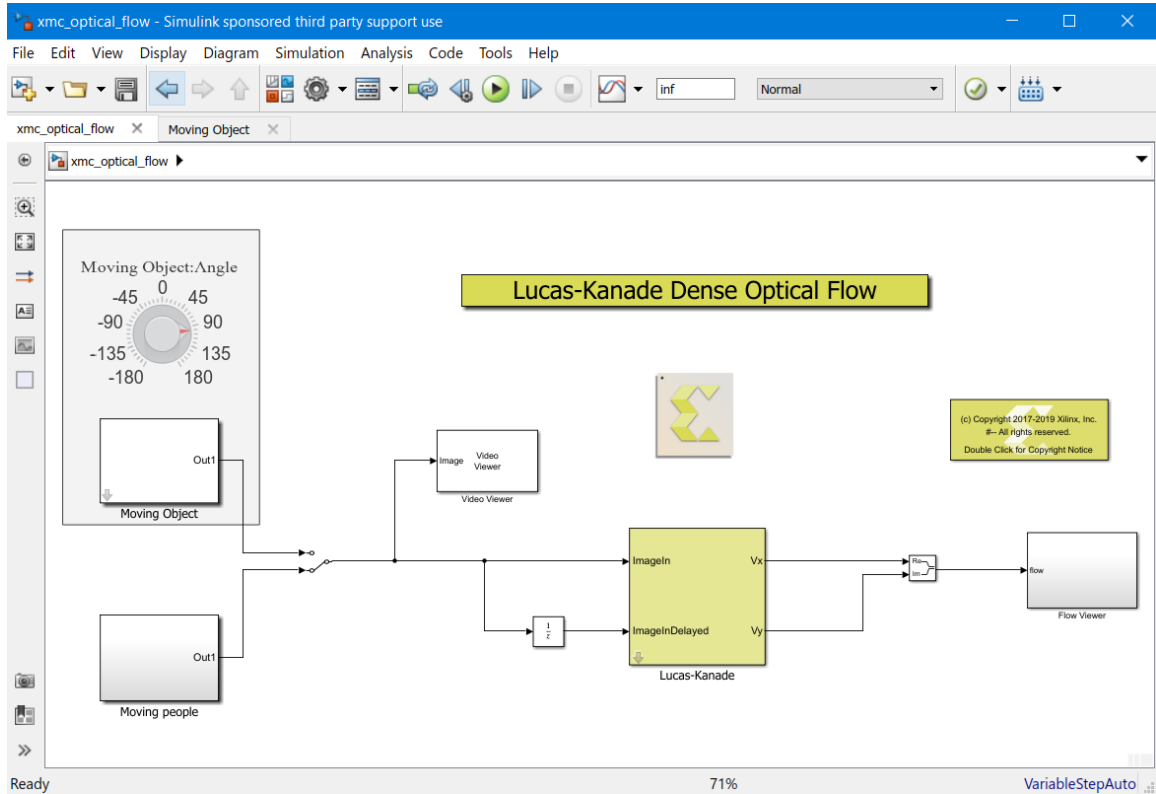 xmc_optical_flow - Simulink sponsored third party support use
File Edit View Display Diagram Simulation Analysis Code Tools Help
inf Normal
xmc_optical_flow Moving Object
xmc_optical_flow
Moving Object:Angle
0
-45 45
-90 90
-135 135
-180 180
Lucas-Kanade Dense Optical Flow
(c) Copyright 2017-2019 Xilinx, Inc.
#-- All rights reserved.
Double Click for Copyright Notice
Out1
Moving Object
Image Video
Viewer
Video Viewer
ImageIn Vx
Re
Im
flow
Flow Viewer
1
z
ImageInDelayed Vy
Lucas-Kanade
Out1
Moving people
Ready 71% VariableStepAuto